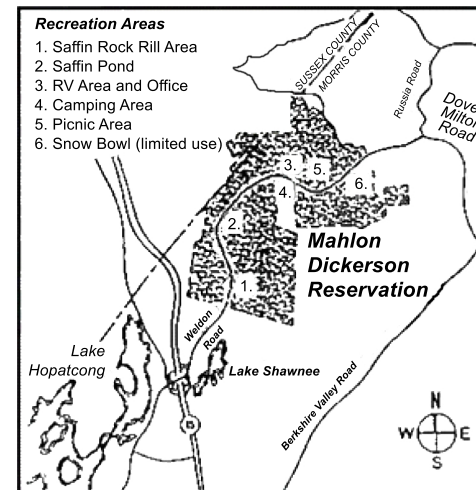 Recreation Areas
1. Saffin Rock Rill Area
2. Saffin Pond
3. RV Area and Office
4. Camping Area
5. Picnic Area
6. Snow Bowl (limited use)
SUSSEX COUNTY
MORRIS COUNTY
Russia Road
Dove
Milton
Road
3.
5.
6.
4.
2.
1.
Mahlon
Dickerson
Reservation
Weldon
Road
Lake
Hopatcong
Lake Shawnee
Berkshire Valley Road
N
W E
S